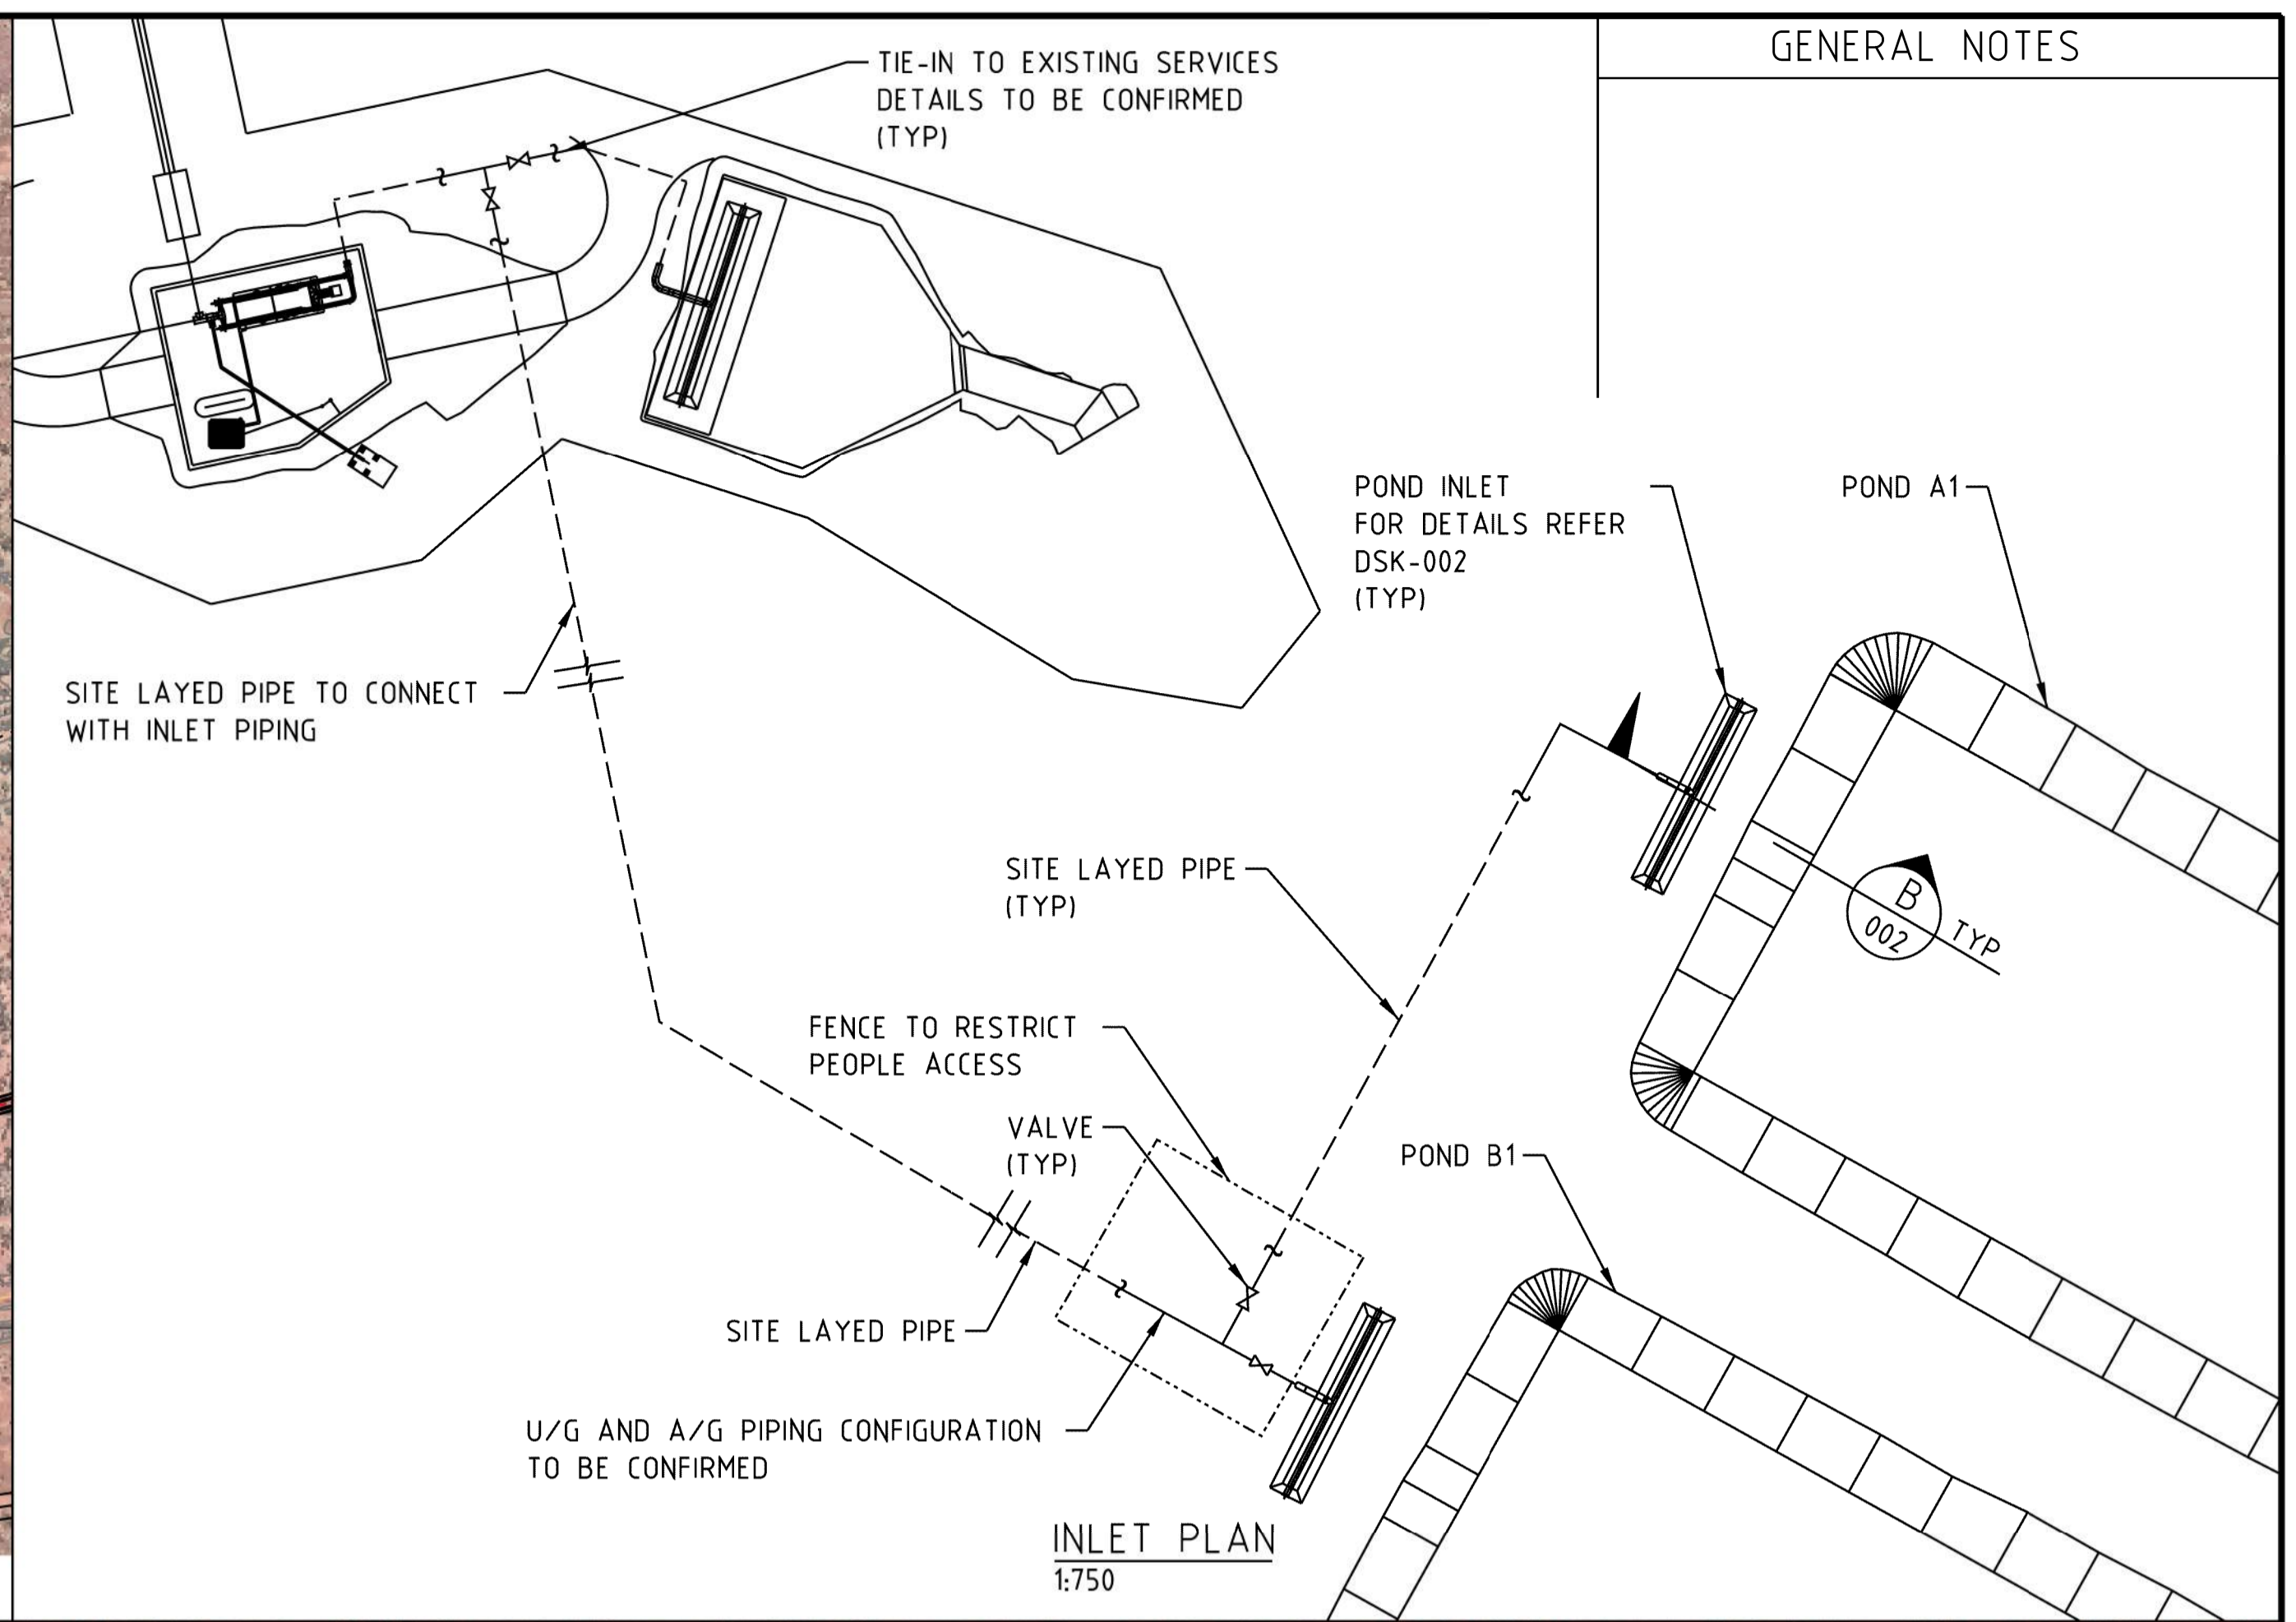 GENERAL NOTES
TIE-IN TO EXISTING SERVICES
DETAILS TO BE CONFIRMED
(TYP)
POND INLET
FOR DETAILS REFER
DSK-002
(TYP)
POND A1
SITE LAYED PIPE TO CONNECT
WITH INLET PIPING
SITE LAYED PIPE
(TYP)
B
002
TYP
FENCE TO RESTRICT
PEOPLE ACCESS
VALVE
(TYP)
POND B1
SITE LAYED PIPE
U/G AND A/G PIPING CONFIGURATION
TO BE CONFIRMED
INLET PLAN
1:750